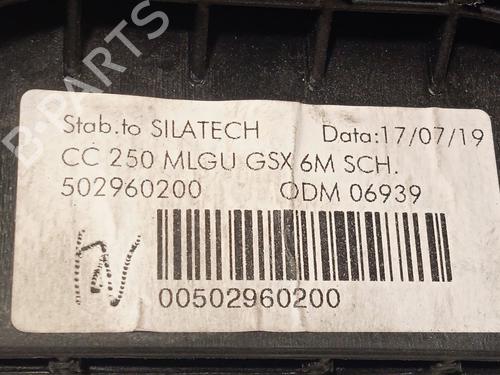 Stab.to SILATECH Data:17/07/19
CC 250 MLGU GSX 6M SCH.
502960200 ODM 06939
00502960200
B-PARTS